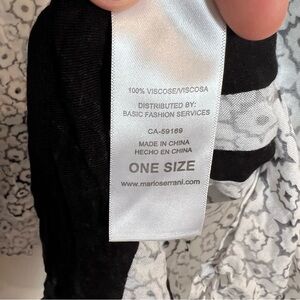 100% VISCOSE/VISCOSA
DISTRIBUTED BY:
BASIC FASHION SERVICES
CA-59169
MADE IN CHINA
HECHO EN CHINA
ONE SIZE
www.marioserrani.com